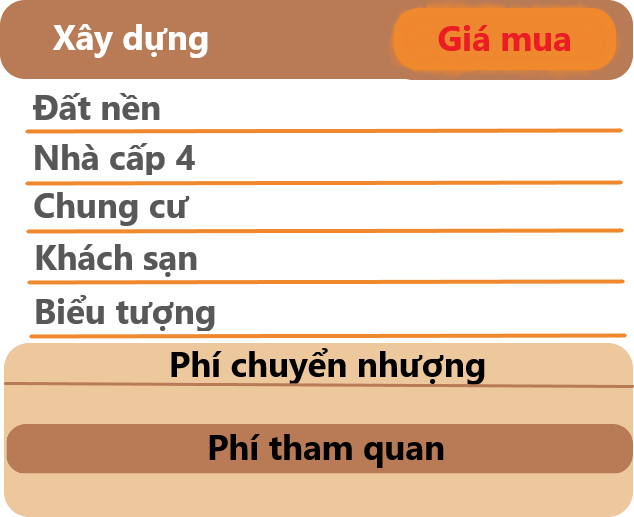 Xây dựng
Giá mua
Đất nền
Nhà cấp 4
Chung cư
Khách sạn
Biểu tượng
Phí chuyển nhượng
Phí tham quan